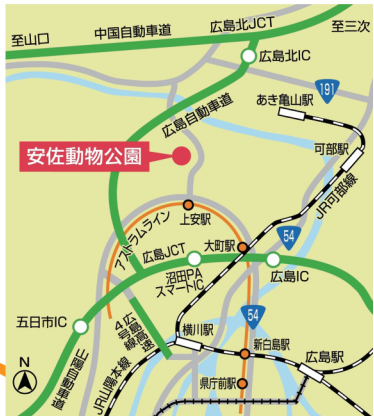 広島北JCT
至山口
中国自動車道
至三次
広島北IC
191
広島自動車道
あき亀山駅
安佐動物公園
可部駅
JR可部線
アストラムライン
上安駅
大町駅
54
広島JCT
沼田PA
スマートIC
広島IC
五日市IC
広島高速
4号線
54
横川駅
新白島駅
広島駅
山陽自動車道
JR山陽本線
県庁前駅
N